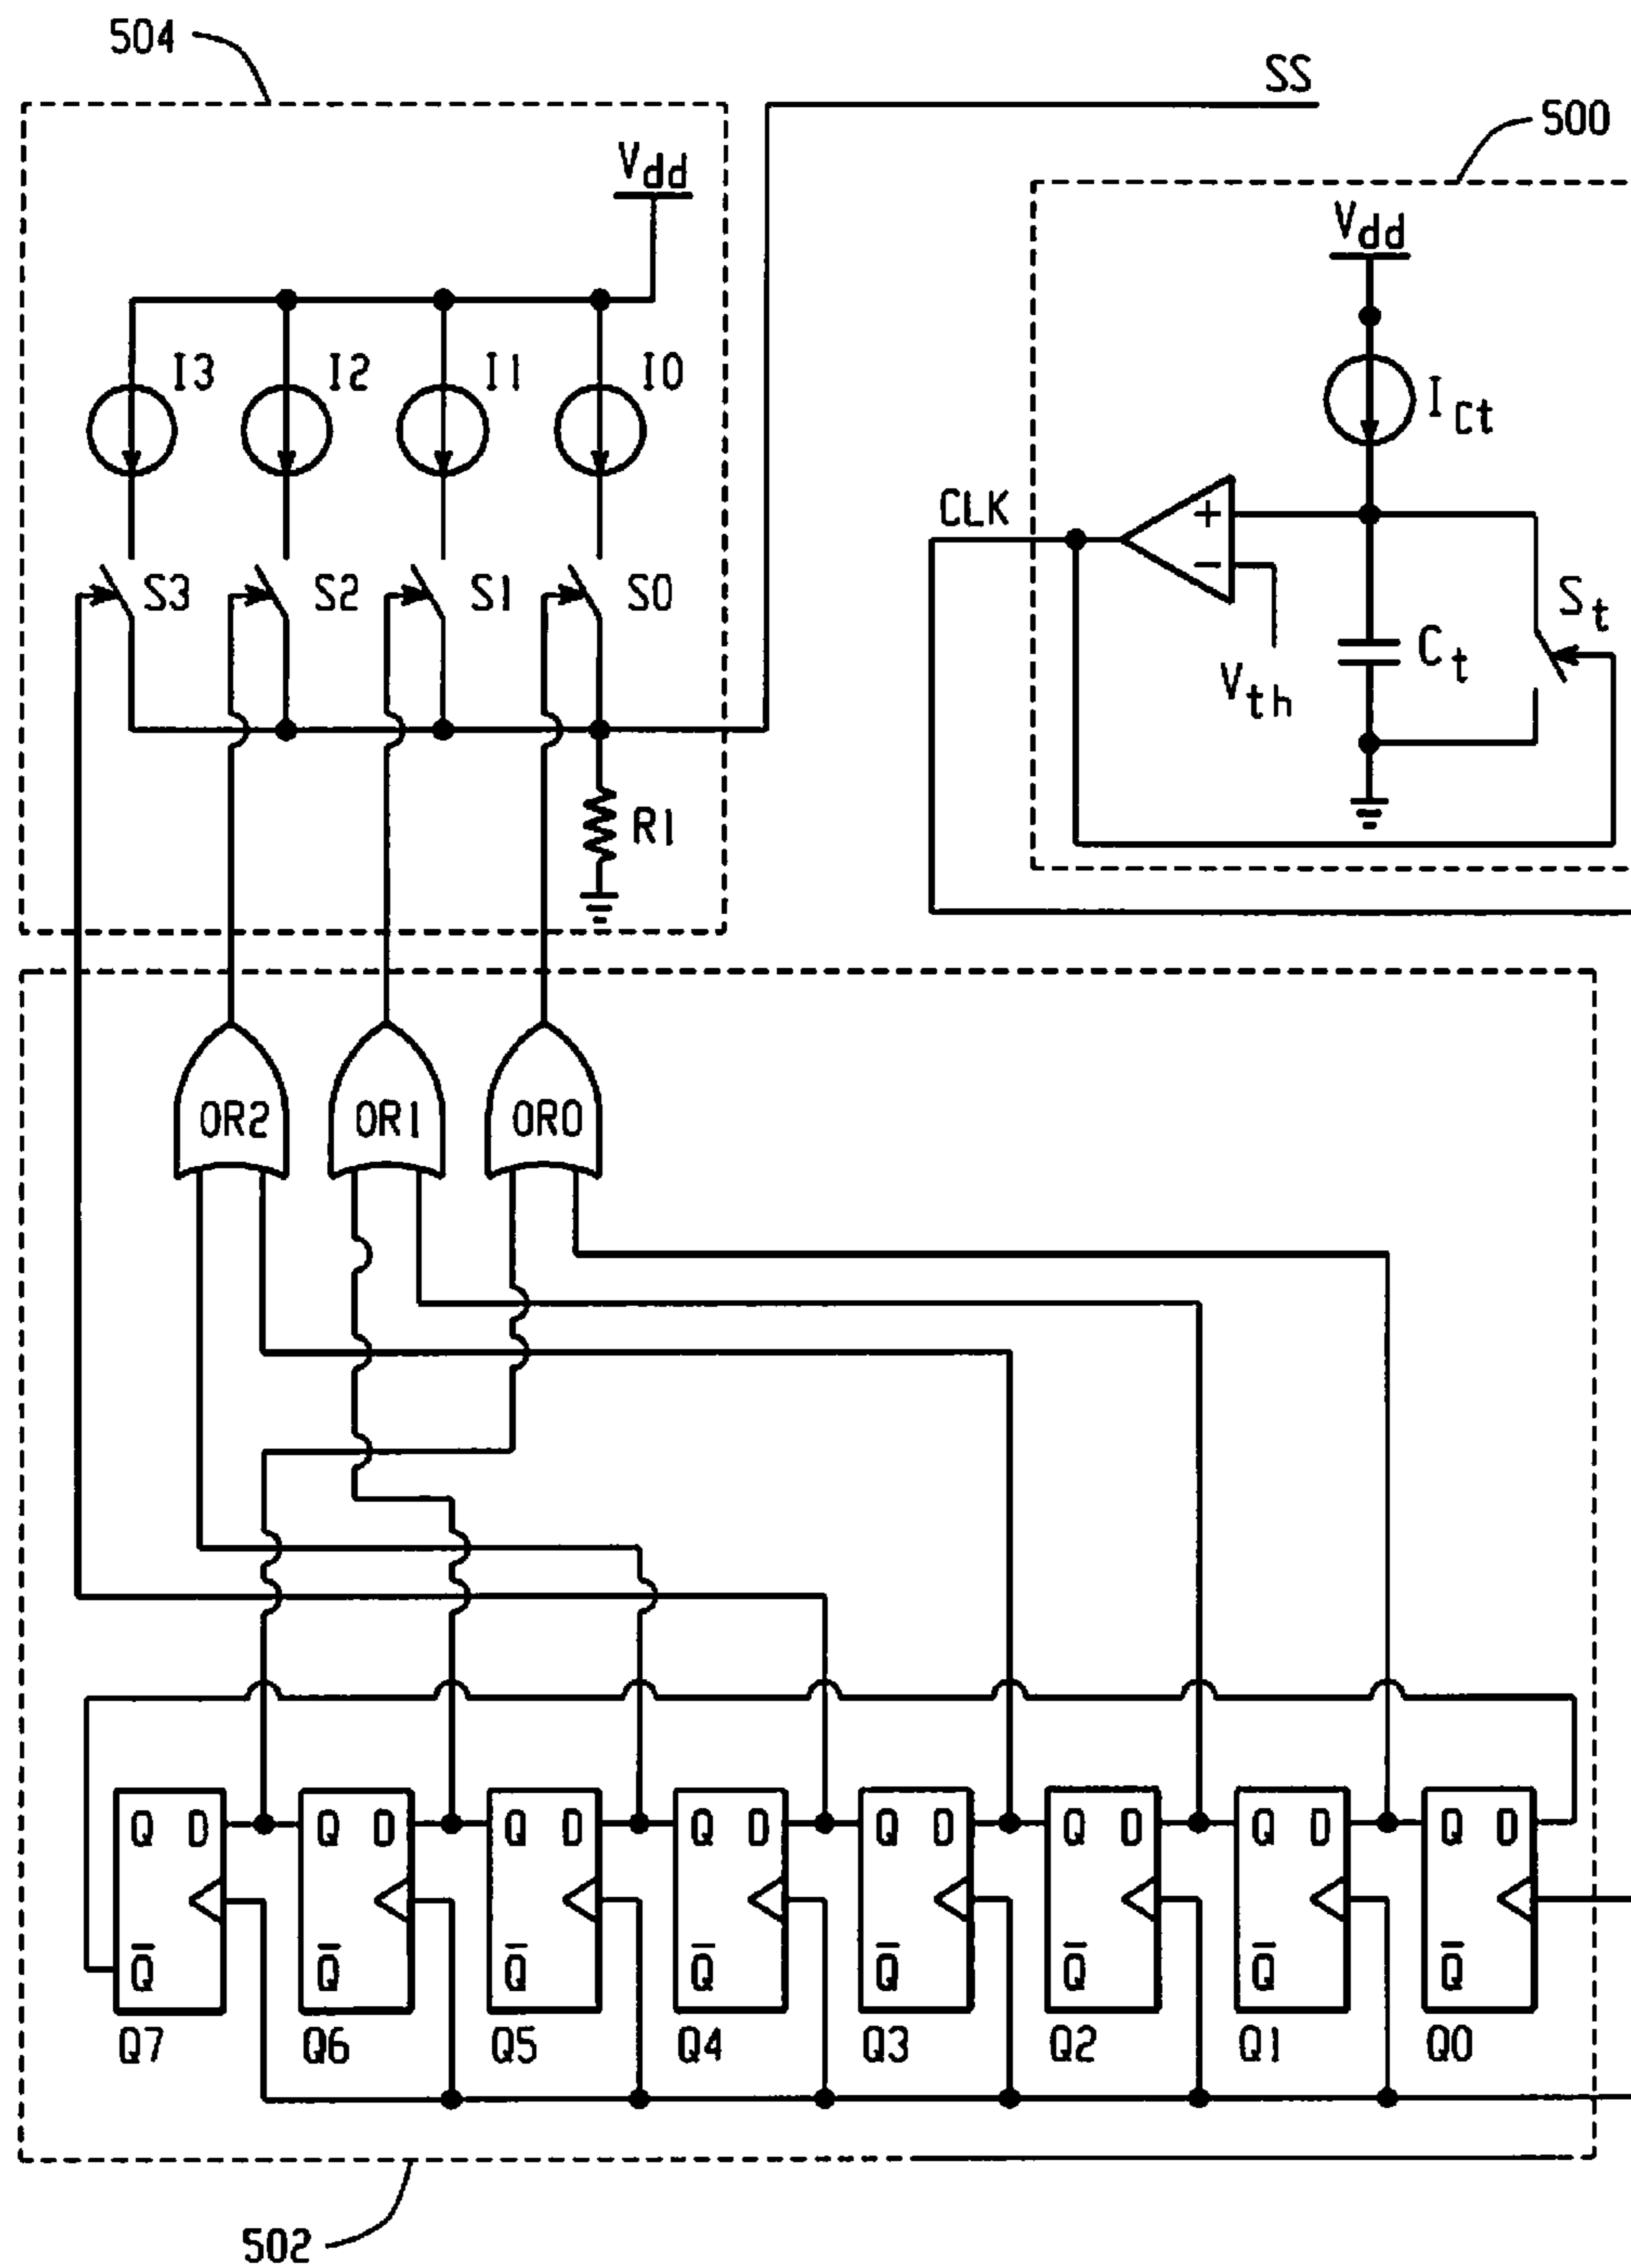 504
SS
500
Vdd
Vdd
I3 I2 I1 I0
ICt
CLK
+
−
S3 S2 S1 S0
St
Ct
Vth
R1
OR2 OR1 OR0
Q D Q D Q D Q D Q D Q D Q D Q D
Q̅ Q̅ Q̅ Q̅ Q̅ Q̅ Q̅ Q̅
Q7 Q6 Q5 Q4 Q3 Q2 Q1 Q0
502